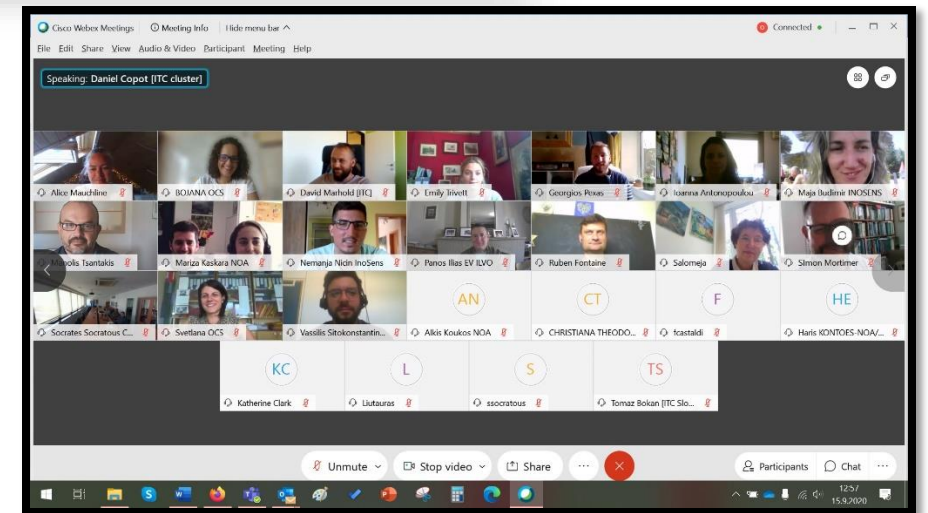 Cisco Webex Meetings Meeting Info Hide menu bar Connected
File Edit Share View Audio & Video Participant Meeting Help
Speaking: Daniel Copot [ITC cluster]
Alice Mauchline BOJANA OCS David Marhold [ITC] Emily Trivett Georgios Pexas Ioanna Antonopoulou Maja Budimir INOSENS
Manolis Tsantakis Mariza Kaskara NOA Nemanja Nidin InoSens Panos Ilias EV ILVO Ruben Fontaine Salomeja Simon Mortimer
AN CT F HE
Socrates Socratous C... Svetlana OCS Vassilis Sitokonstantin... Alkis Koukos NOA CHRISTIANA THEODO... fcastaldi Haris KONTOES-NOA/...
KC L S TS
Katherine Clark Liutauras ssocratous Tomaz Bokan [ITC Slo...
Unmute Stop video Share Participants Chat
12:57
15.9.2020